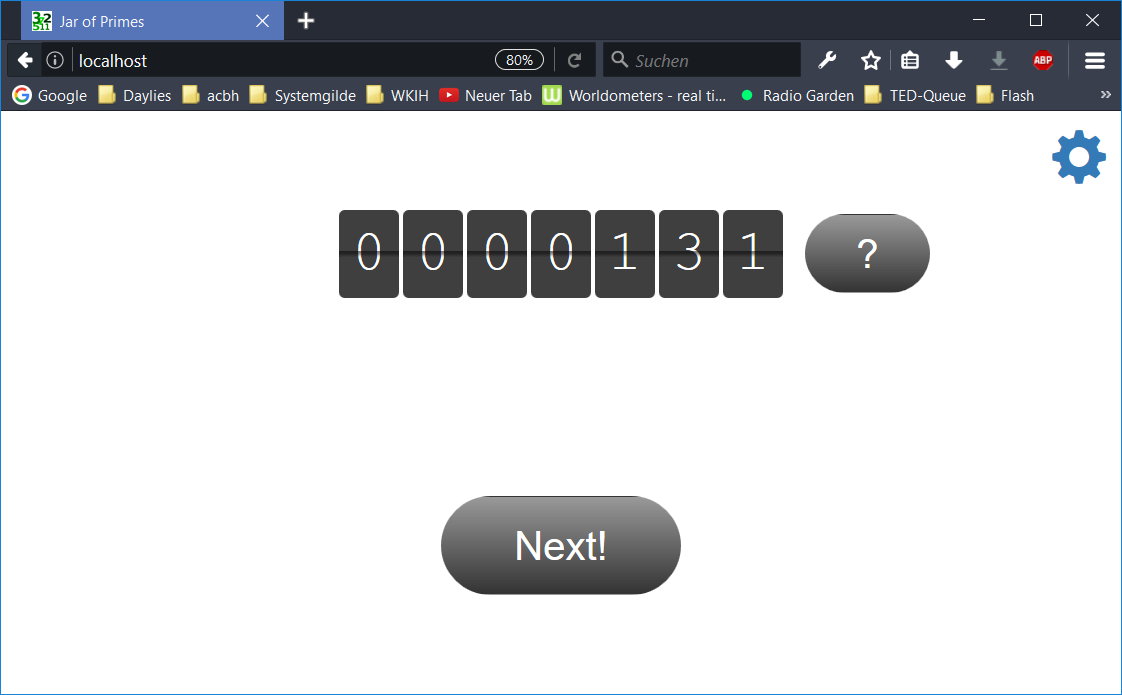 Jar of Primes
localhost 80% Suchen ABP
Google Daylies acbh Systemgilde WKIH Neuer Tab Worldometers - real ti... Radio Garden TED-Queue Flash »
0 0 0 0 1 3 1 ?
Next!